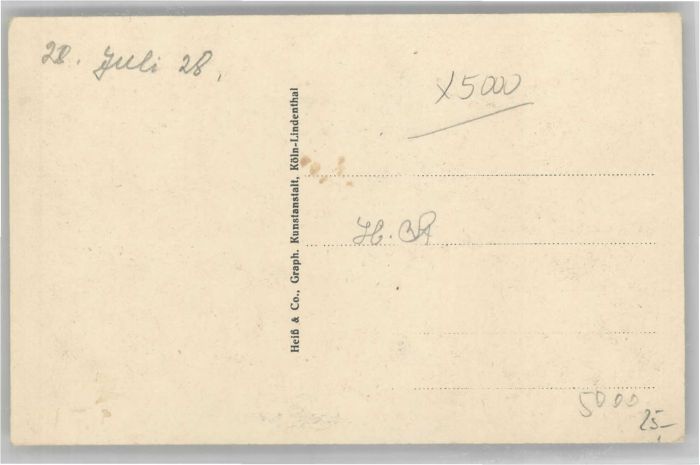 28. Juli 28.
X5000
Heiß & Co., Graph. Kunstanstalt, Köln-Lindenthal
5000
25,-